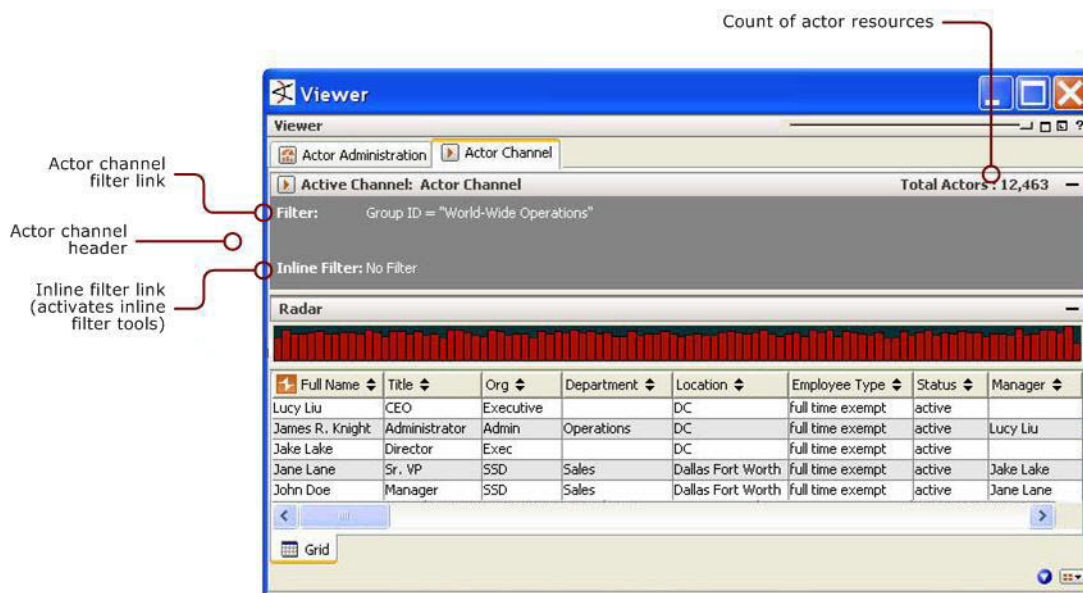 Count of actor resources
Viewer
Viewer
?
Actor Administration Actor Channel
Actor channel
filter link
Active Channel: Actor Channel Total Actors : 12,463
Filter: Group ID = "World-Wide Operations"
Actor channel
header
Inline Filter: No Filter
Inline filter link
(activates inline
filter tools)
Radar
Full Name Title Org Department Location Employee Type Status Manager
Lucy Liu CEO Executive DC full time exempt active
James R. Knight Administrator Admin Operations DC full time exempt active Lucy Liu
Jake Lake Director Exec DC full time exempt active
Jane Lane Sr. VP SSD Sales Dallas Fort Worth full time exempt active Jake Lake
John Doe Manager SSD Sales Dallas Fort Worth full time exempt active Jane Lane
Grid